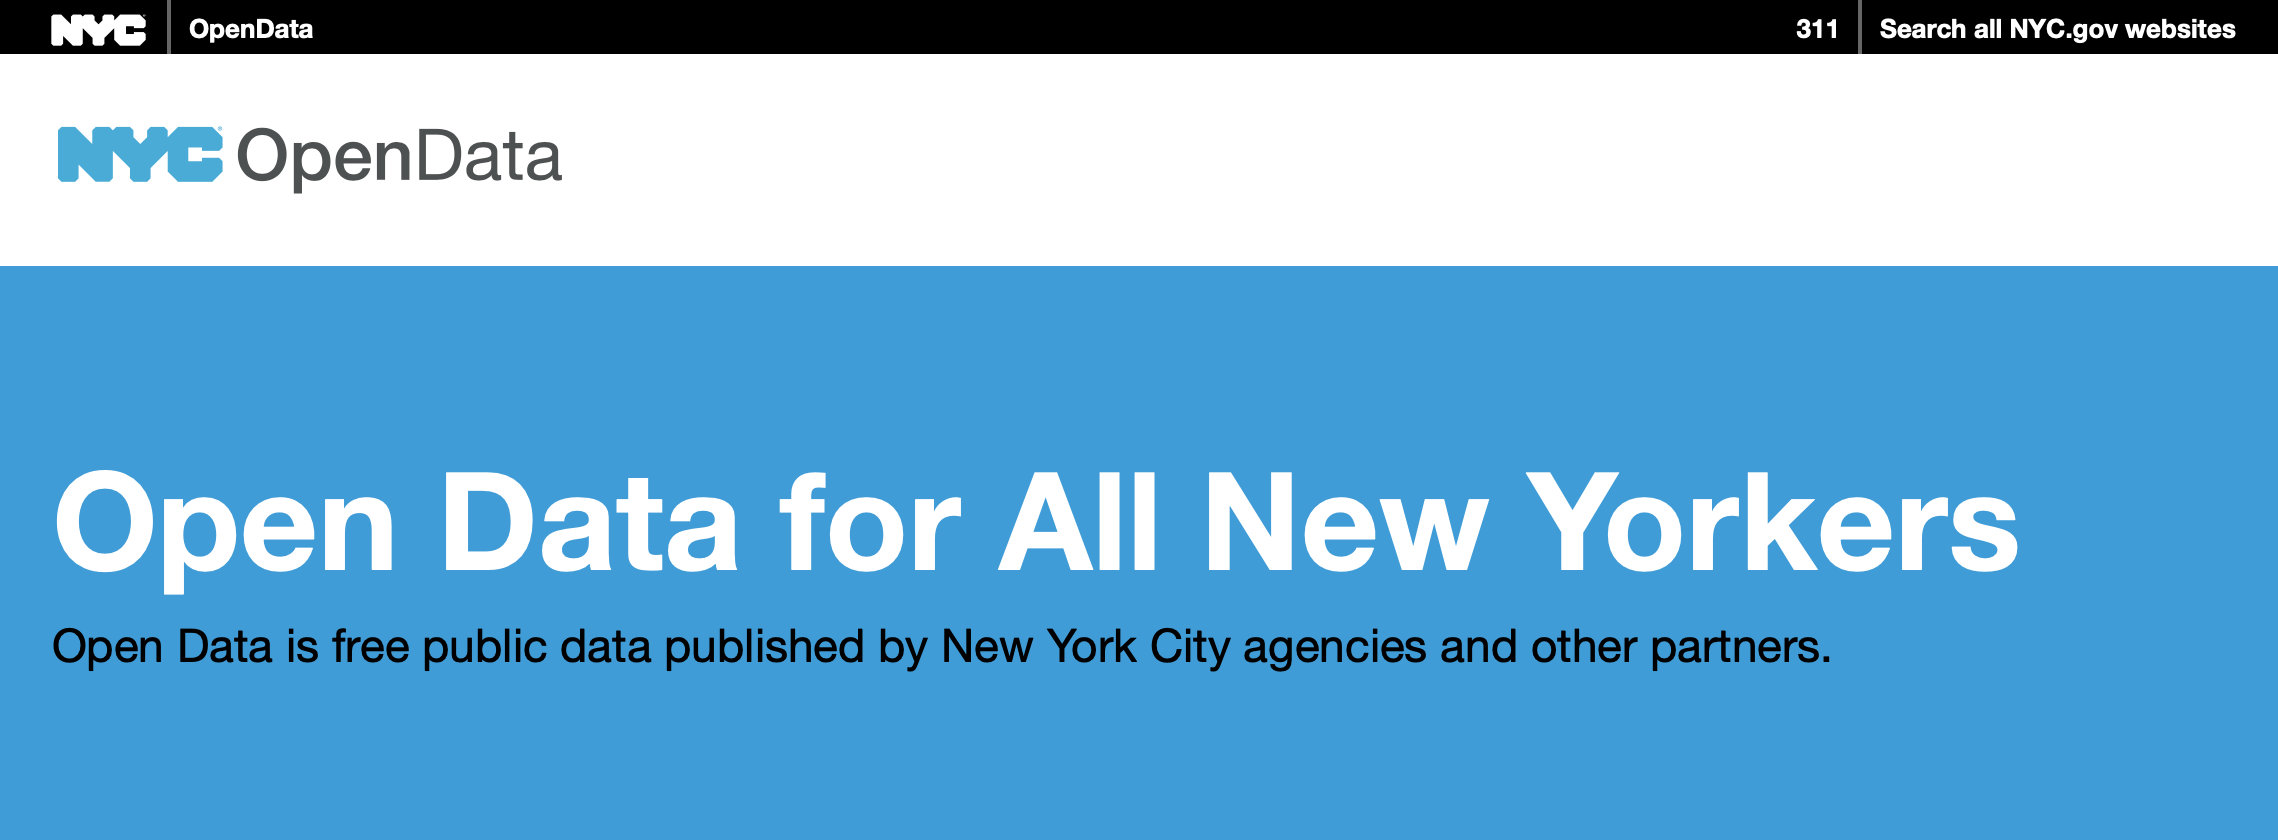 NYC OpenData 311 Search all NYC.gov websites
NYC OpenData
Open Data for All New Yorkers
Open Data is free public data published by New York City agencies and other partners.